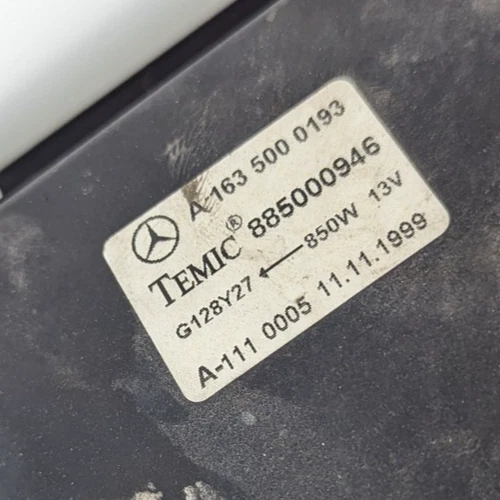 A 163 500 0193
TEMIC® 885000946
G128Y27 ← 850W 13V
A-111 0005 11.11.1999